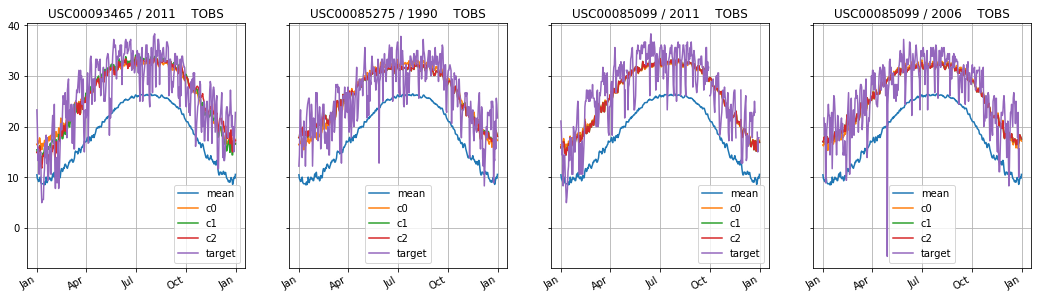 USC00093465 / 2011 TOBS
USC00085275 / 1990 TOBS
USC00085099 / 2011 TOBS
USC00085099 / 2006 TOBS
40
30
20
10
0
mean
c0
c1
c2
target
mean
c0
c1
c2
target
mean
c0
c1
c2
target
mean
c0
c1
c2
target
Jan
Apr
Jul
Oct
Jan
Jan
Apr
Jul
Oct
Jan
Jan
Apr
Jul
Oct
Jan
Jan
Apr
Jul
Oct
Jan